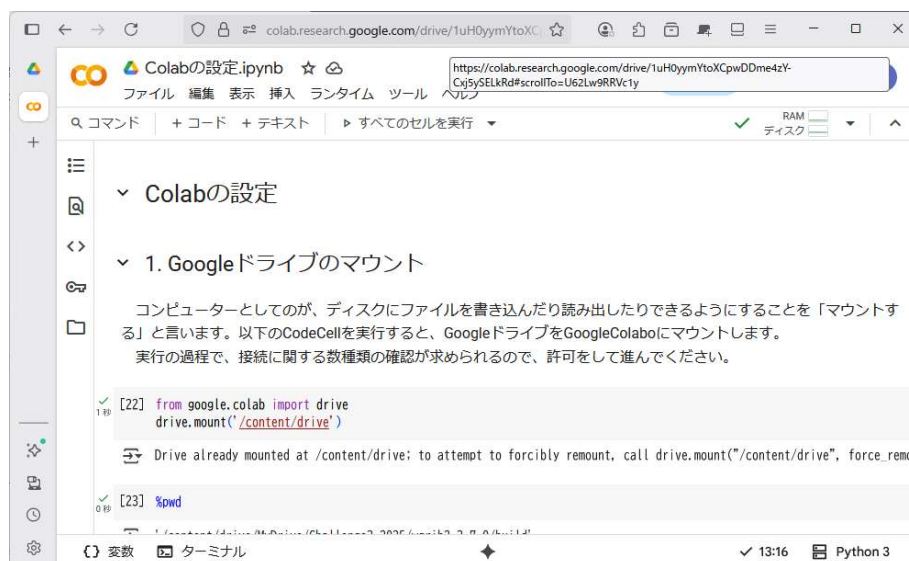 colab.research.google.com/drive/1uH0yymYtoXC
Colabの設定.ipynb
https://colab.research.google.com/drive/1uH0yymYtoXCpwDDme4zY-
Cxj5ySELkRd#scrollTo=U62Lw9RRVc1y
ファイル 編集 表示 挿入 ランタイム ツール ヘルプ
コマンド + コード + テキスト すべてのセルを実行
RAM
ディスク
Colabの設定
1. Googleドライブのマウント
コンピューターとしてのが、ディスクにファイルを書き込んだり読み出したりできるようにすることを「マウントす
る」と言います。以下のCodeCellを実行すると、GoogleドライブをGoogleColaboにマウントします。
実行の過程で、接続に関する数種類の確認が求められるので、許可をして進んでください。
[22] from google.colab import drive
1 秒
drive.mount('/content/drive')
Drive already mounted at /content/drive; to attempt to forcibly remount, call drive.mount("/content/drive", force_remo
[23] %pwd
0 秒
変数 ターミナル 13:16 Python 3